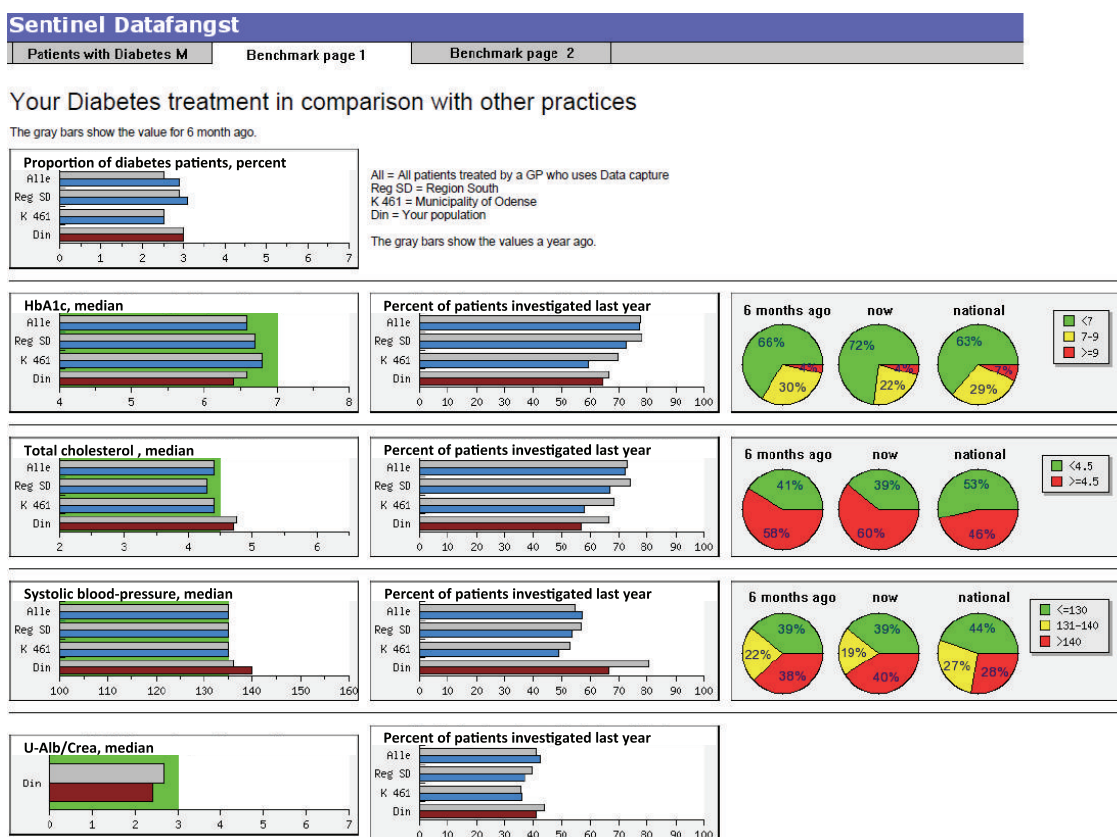 Sentinel Datafangst
Patients with Diabetes M
Benchmark page 1
Benchmark page 2
Your Diabetes treatment in comparison with other practices
The gray bars show the value for 6 month ago.
Proportion of diabetes patients, percent
Alle
Reg SD
K 461
Din
0 1 2 3 4 5 6 7
All = All patients treated by a GP who uses Data capture
Reg SD = Region South
K 461 = Municipality of Odense
Din = Your population
The gray bars show the values a year ago.
HbA1c, median
Alle
Reg SD
K 461
Din
4 5 6 7 8
Percent of patients investigated last year
Alle
Reg SD
K 461
Din
0 10 20 30 40 50 60 70 80 90 100
6 months ago now national
66% 4% 30%
72% 4% 22%
63% 7% 29%
<7
7-9
>=9
Total cholesterol , median
Alle
Reg SD
K 461
Din
2 3 4 5 6
Percent of patients investigated last year
Alle
Reg SD
K 461
Din
0 10 20 30 40 50 60 70 80 90 100
6 months ago now national
41% 58%
39% 60%
53% 46%
<4.5
>=4.5
Systolic blood-pressure, median
Alle
Reg SD
K 461
Din
100 110 120 130 140 150 160
Percent of patients investigated last year
Alle
Reg SD
K 461
Din
0 10 20 30 40 50 60 70 80 90 100
6 months ago now national
39% 22% 38%
39% 19% 40%
44% 27% 28%
<=130
131-140
>140
U-Alb/Crea, median
Din
0 1 2 3 4 5 6 7
Percent of patients investigated last year
Alle
Reg SD
K 461
Din
0 10 20 30 40 50 60 70 80 90 100